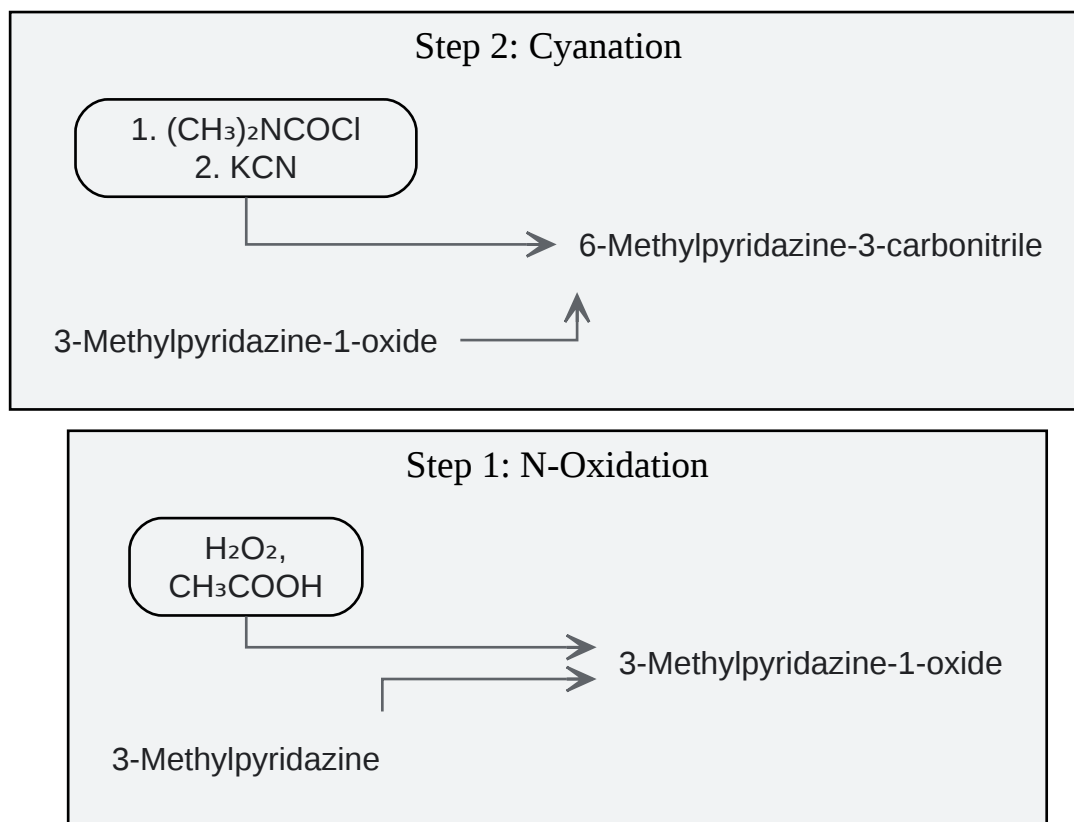 Step 2: Cyanation
1. (CH₃)₂NCOCl
2. KCN
6-Methylpyridazine-3-carbonitrile
3-Methylpyridazine-1-oxide
Step 1: N-Oxidation
H₂O₂,
CH₃COOH
3-Methylpyridazine-1-oxide
3-Methylpyridazine